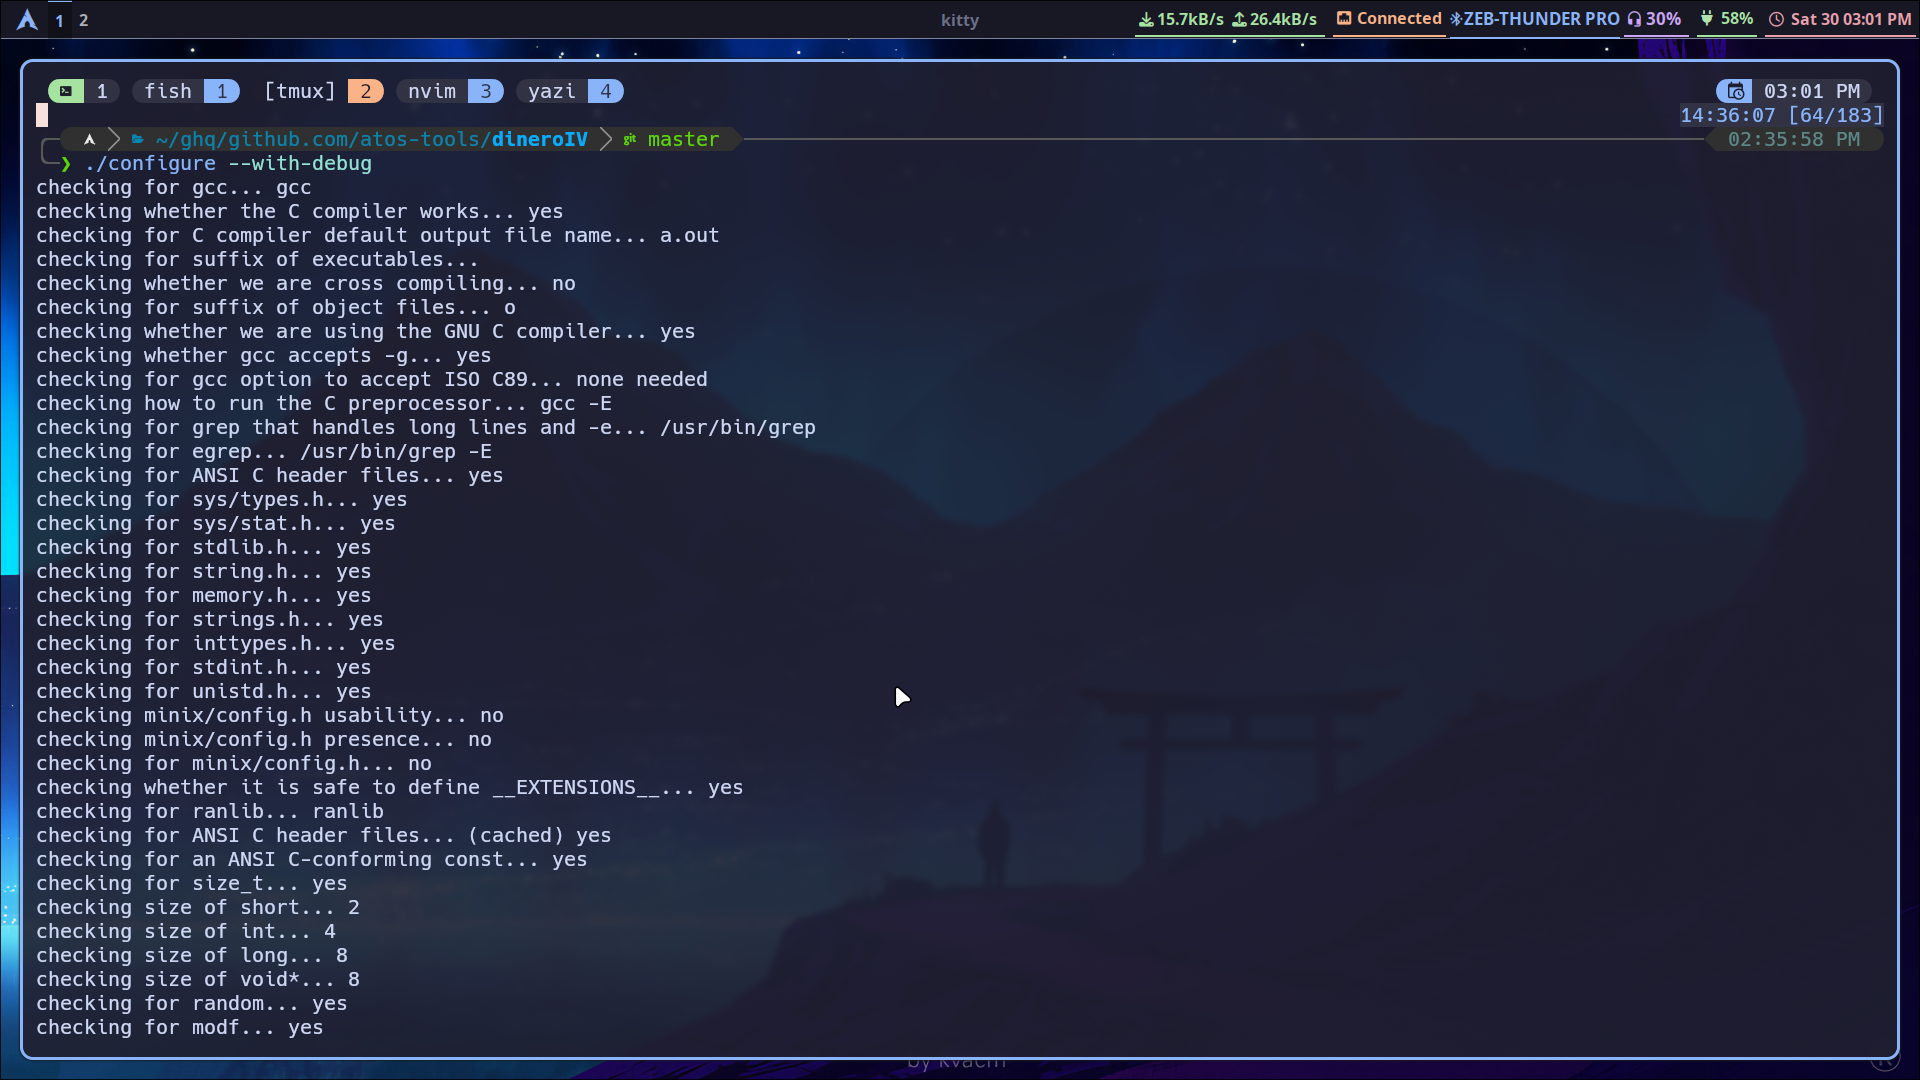 1 2 kitty 15.7kB/s 26.4kB/s Connected ZEB-THUNDER PRO 30% 58% Sat 30 03:01 PM
1 fish 1 [tmux] 2 nvim 3 yazi 4 03:01 PM
14:36:07 [64/183]
~/ghq/github.com/atos-tools/dineroIV git master 02:35:58 PM
❯ ./configure --with-debug
checking for gcc... gcc
checking whether the C compiler works... yes
checking for C compiler default output file name... a.out
checking for suffix of executables...
checking whether we are cross compiling... no
checking for suffix of object files... o
checking whether we are using the GNU C compiler... yes
checking whether gcc accepts -g... yes
checking for gcc option to accept ISO C89... none needed
checking how to run the C preprocessor... gcc -E
checking for grep that handles long lines and -e... /usr/bin/grep
checking for egrep... /usr/bin/grep -E
checking for ANSI C header files... yes
checking for sys/types.h... yes
checking for sys/stat.h... yes
checking for stdlib.h... yes
checking for string.h... yes
checking for memory.h... yes
checking for strings.h... yes
checking for inttypes.h... yes
checking for stdint.h... yes
checking for unistd.h... yes
checking minix/config.h usability... no
checking minix/config.h presence... no
checking for minix/config.h... no
checking whether it is safe to define __EXTENSIONS__... yes
checking for ranlib... ranlib
checking for ANSI C header files... (cached) yes
checking for an ANSI C-conforming const... yes
checking for size_t... yes
checking size of short... 2
checking size of int... 4
checking size of long... 8
checking size of void*... 8
checking for random... yes
checking for modf... yes